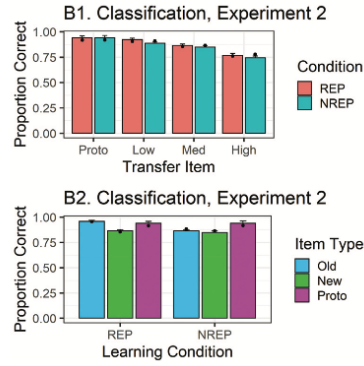 B1. Classification, Experiment 2
Proportion Correct
1.00
0.75
0.50
0.25
0.00
Proto Low Med High
Transfer Item
Condition
REP
NREP
B2. Classification, Experiment 2
Proportion Correct
1.00
0.75
0.50
0.25
0.00
REP NREP
Learning Condition
Item Type
Old
New
Proto